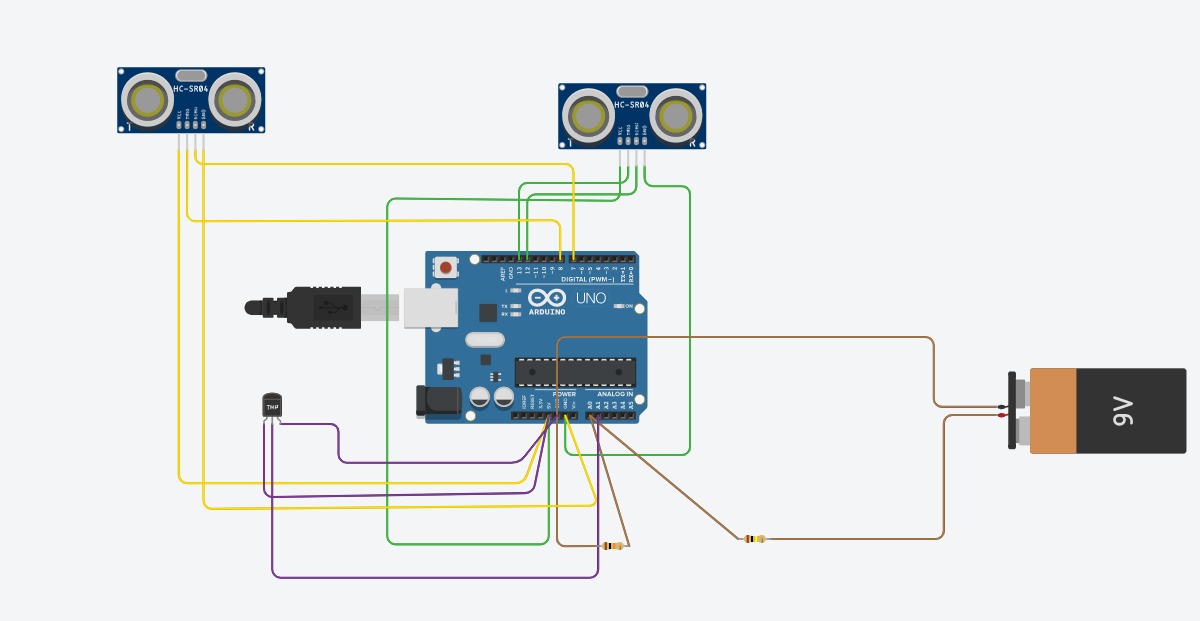 HC-SR04
VCC
TRIG
ECHO
GND
T R
HC-SR04
VCC
TRIG
ECHO
GND
T R
AREF
GND
13
12
~11
~10
~9
8
7
~6
~5
4
~3
2
TX→1
RX←0
DIGITAL (PWM~)
L
TX
RX
UNO
ON
ARDUINO
POWER ANALOG IN
IOREF
RESET
3.3V
5V
GND
Vin
A0
A1
A2
A3
A4
A5
TMP
9V